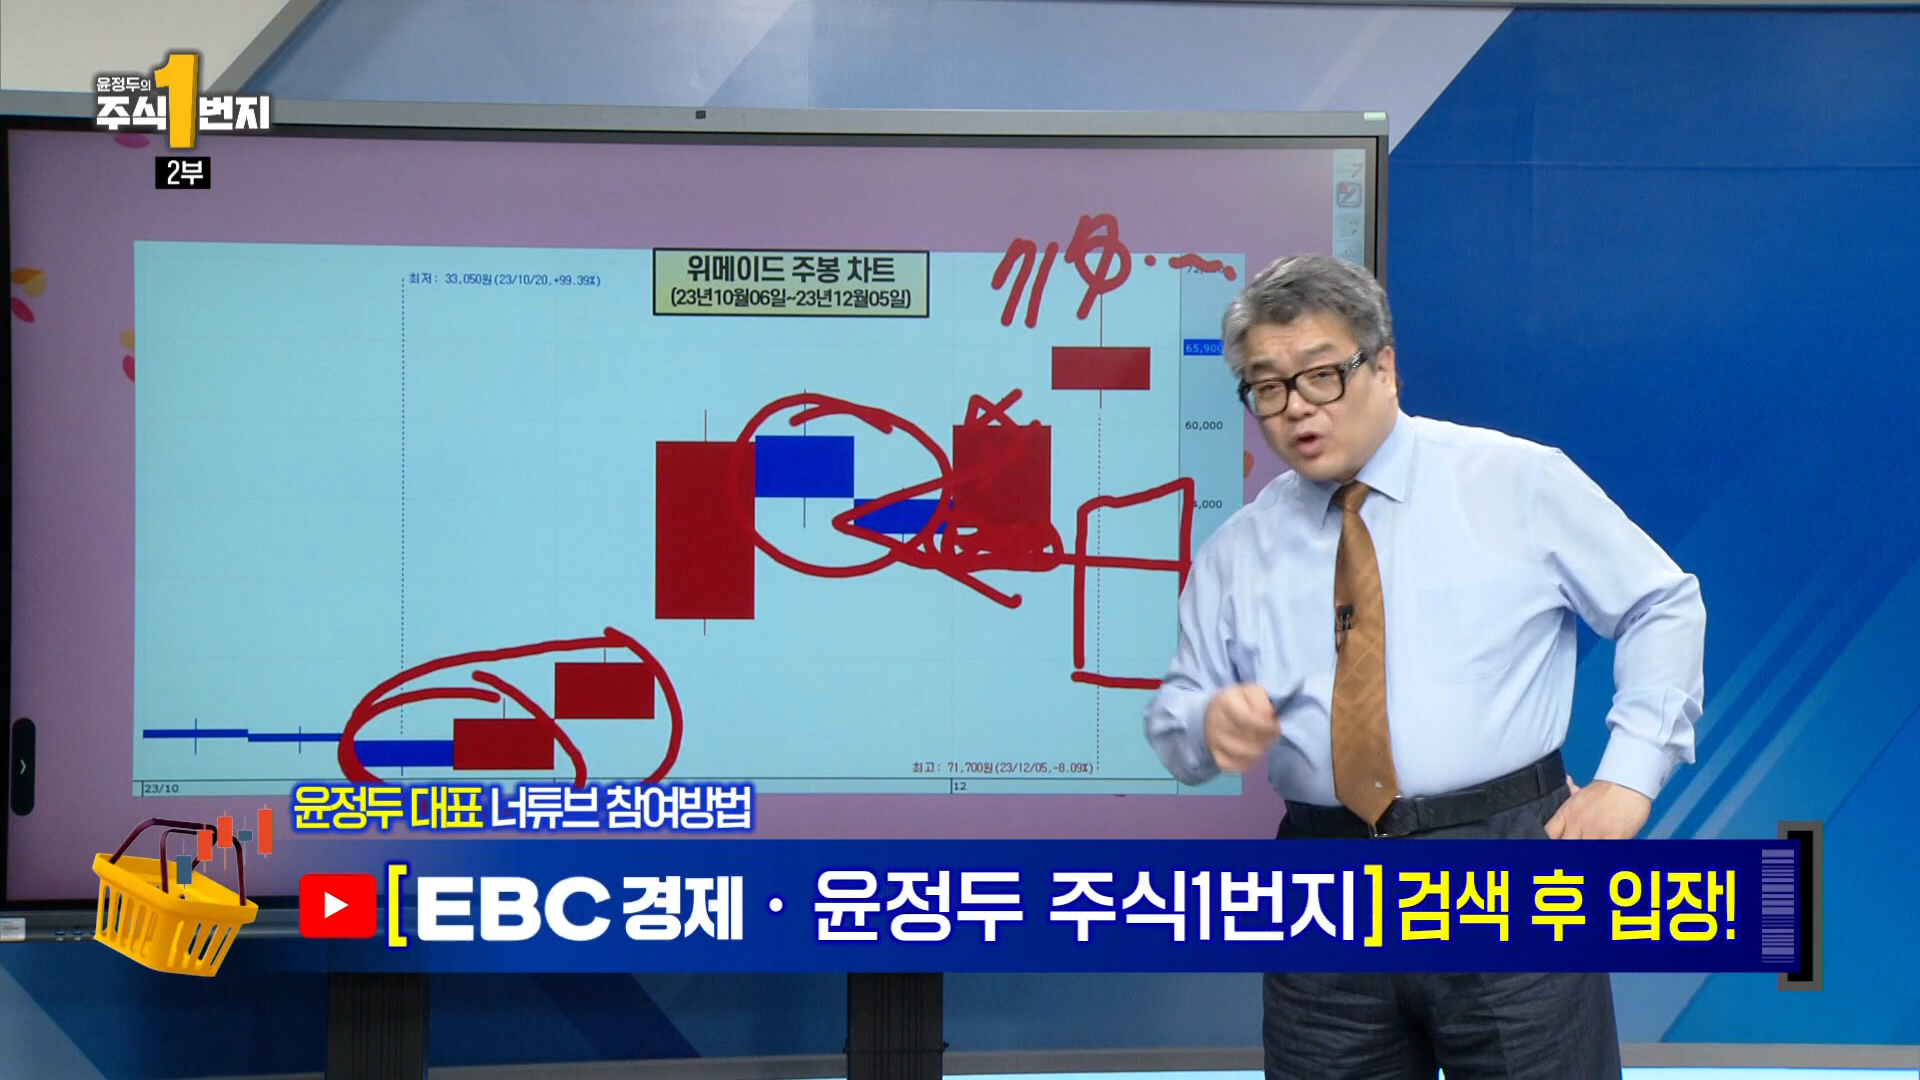 윤정두의
주식1번지
2부
위메이드 주봉 차트
(23년10월06일~23년12월05일)
최저: 33,050원(23/10/20,+99.39%)
65,900
60,000
4,000
최고: 71,700원(23/12/05,-8.09%)
23/10
12
윤정두 대표 너튜브 참여방법
[EBC 경제 · 윤정두 주식1번지] 검색 후 입장!